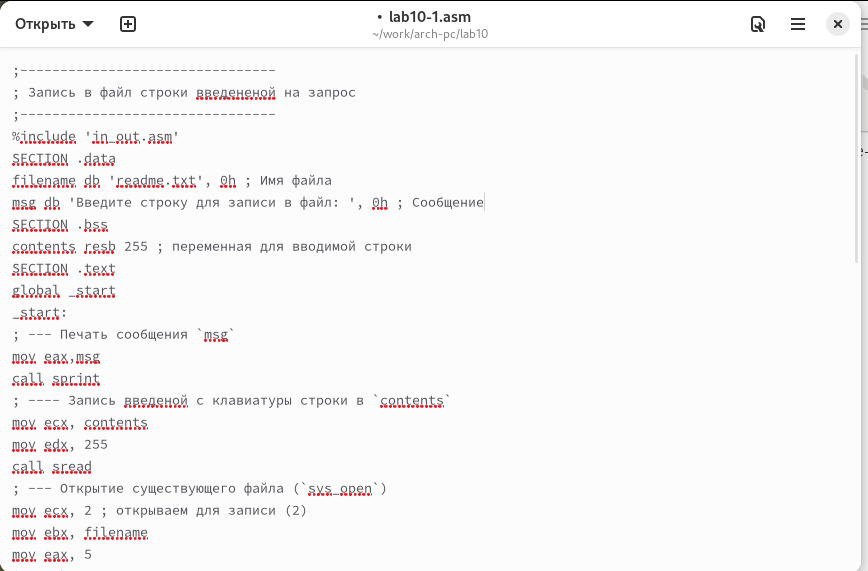 Открыть
• lab10-1.asm
~/work/arch-pc/lab10
;--------------------------------
; Запись в файл строки введененой на запрос
;--------------------------------
%include 'in_out.asm'
SECTION .data
filename db 'readme.txt', 0h ; Имя файла
msg db 'Введите строку для записи в файл: ', 0h ; Сообщение
SECTION .bss
contents resb 255 ; переменная для вводимой строки
SECTION .text
global _start
_start:
; --- Печать сообщения `msg`
mov eax,msg
call sprint
; ---- Запись введеной с клавиатуры строки в `contents`
mov ecx, contents
mov edx, 255
call sread
; --- Открытие существующего файла (`sys_open`)
mov ecx, 2 ; открываем для записи (2)
mov ebx, filename
mov eax, 5